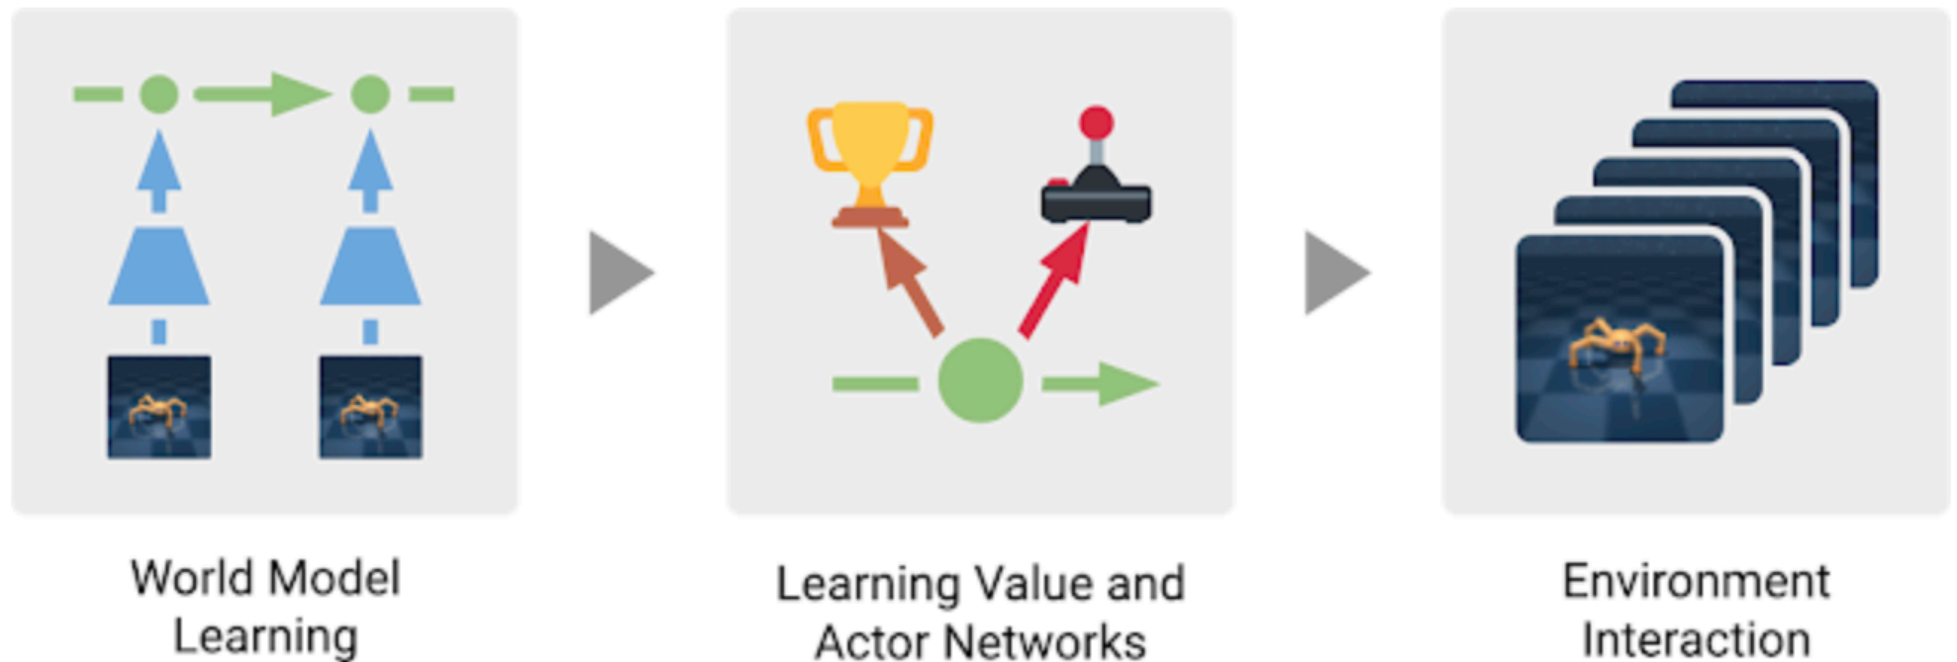 World Model
Learning
Learning Value and
Actor Networks
Environment
Interaction